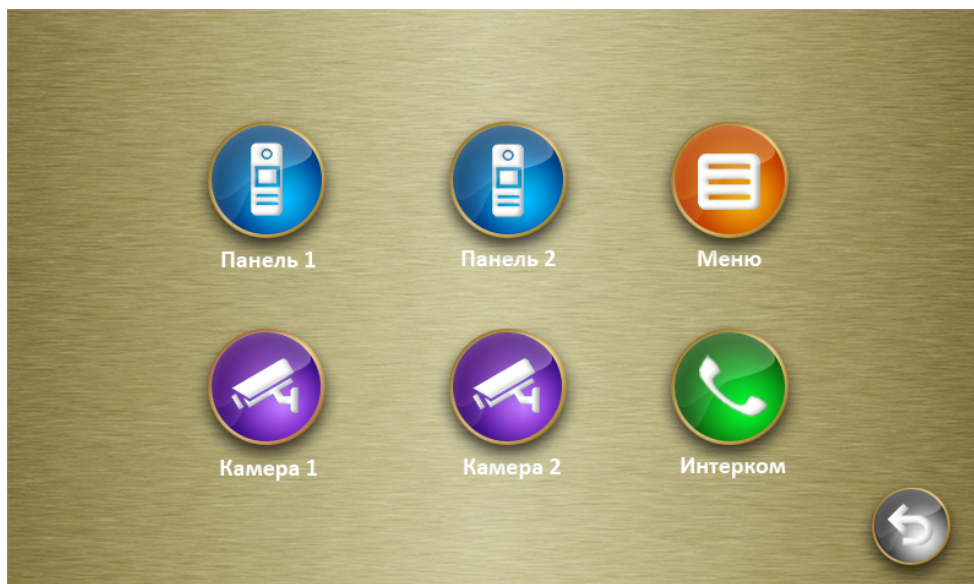 Панель 1
Панель 2
Меню
Камера 1
Камера 2
Интерком